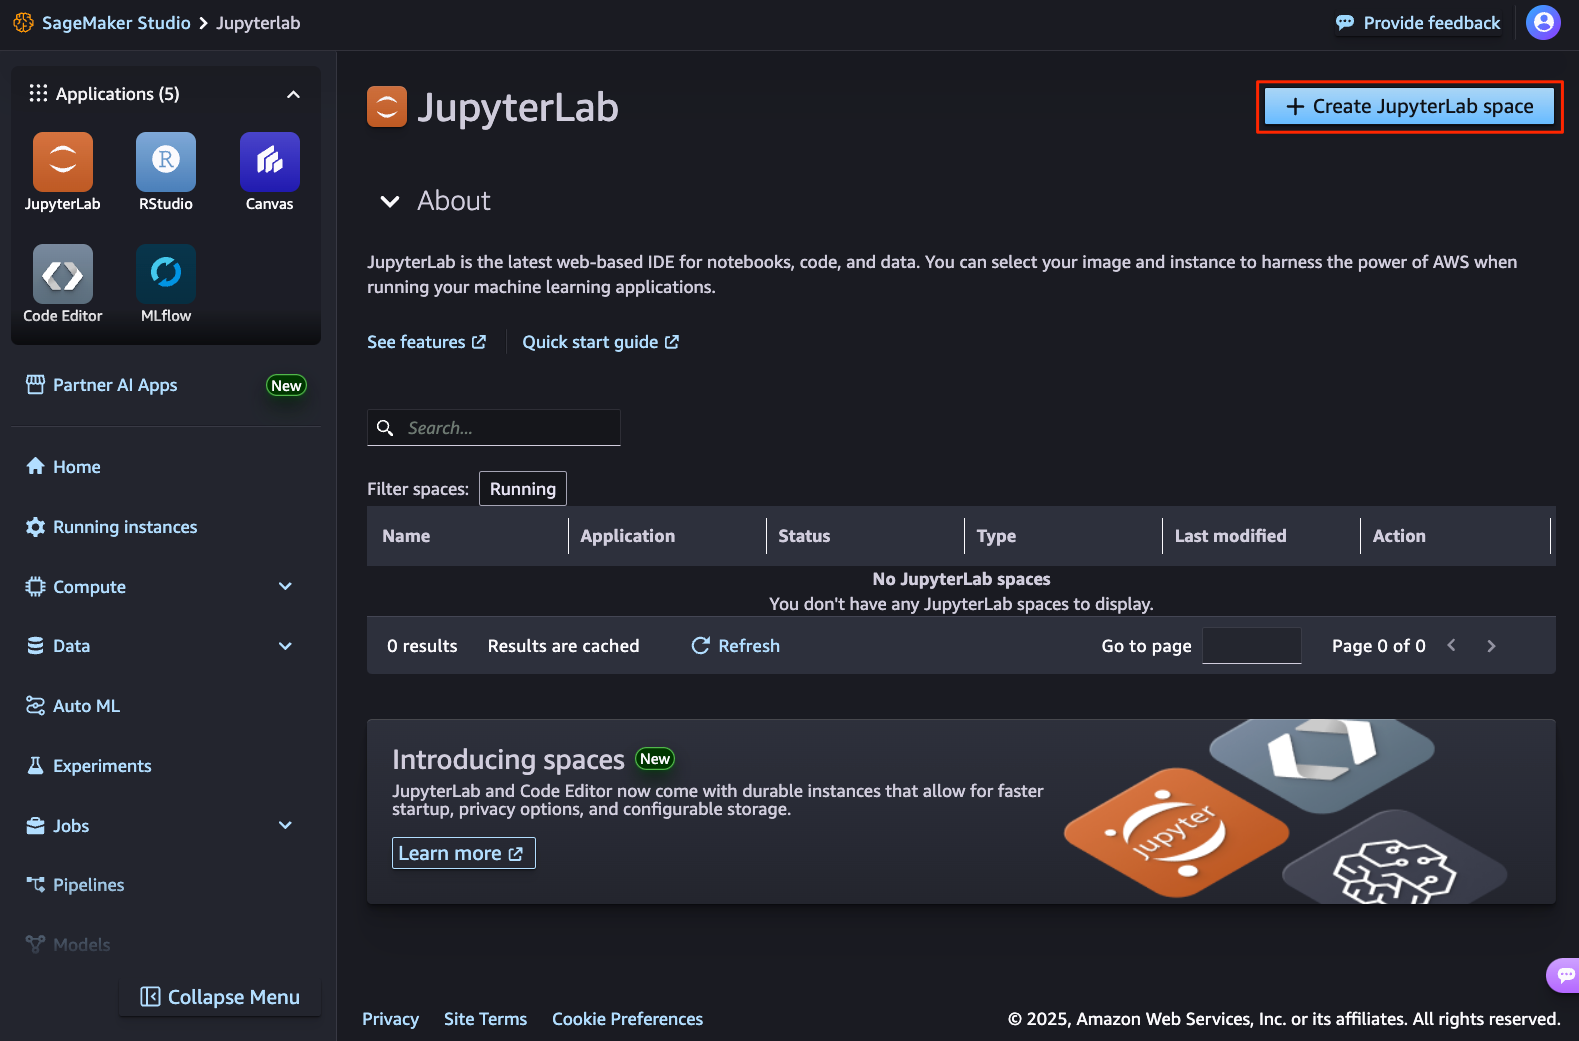 SageMaker Studio > Jupyterlab
Provide feedback
Applications (5)
JupyterLab
RStudio
Canvas
Code Editor
MLflow
Partner AI Apps
New
Home
Running instances
Compute
Data
Auto ML
Experiments
Jobs
Pipelines
Models
Collapse Menu
JupyterLab
+ Create JupyterLab space
About
JupyterLab is the latest web-based IDE for notebooks, code, and data. You can select your image and instance to harness the power of AWS when
running your machine learning applications.
See features
Quick start guide
Search...
Filter spaces: Running
Name
Application
Status
Type
Last modified
Action
No JupyterLab spaces
You don't have any JupyterLab spaces to display.
0 results
Results are cached
Refresh
Go to page
Page 0 of 0
Introducing spaces New
JupyterLab and Code Editor now come with durable instances that allow for faster
startup, privacy options, and configurable storage.
Learn more
jupyter
Privacy
Site Terms
Cookie Preferences
© 2025, Amazon Web Services, Inc. or its affiliates. All rights reserved.